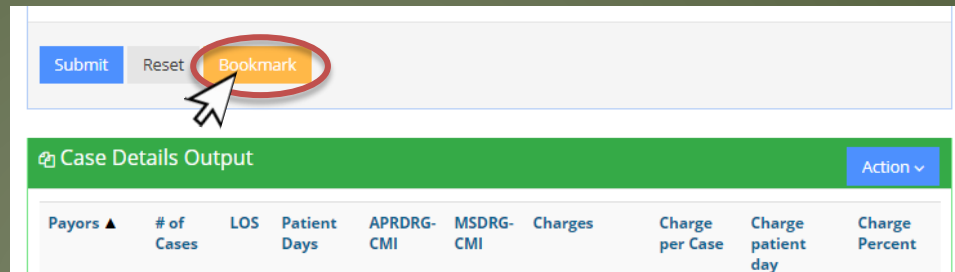 Submit Reset Bookmark
Case Details Output
Action
Payors ▲ # of Cases LOS Patient Days APRDRG-CMI MSDRG-CMI Charges Charge per Case Charge patient day Charge Percent